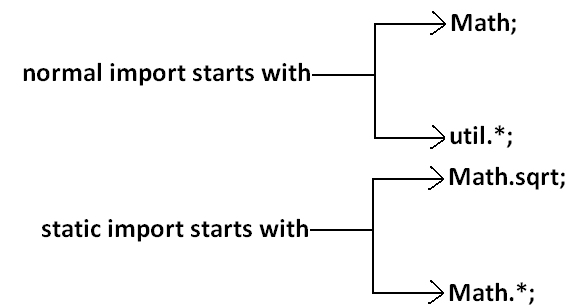 Math;
normal import starts with
util.*;
Math.sqrt;
static import starts with
Math.*;